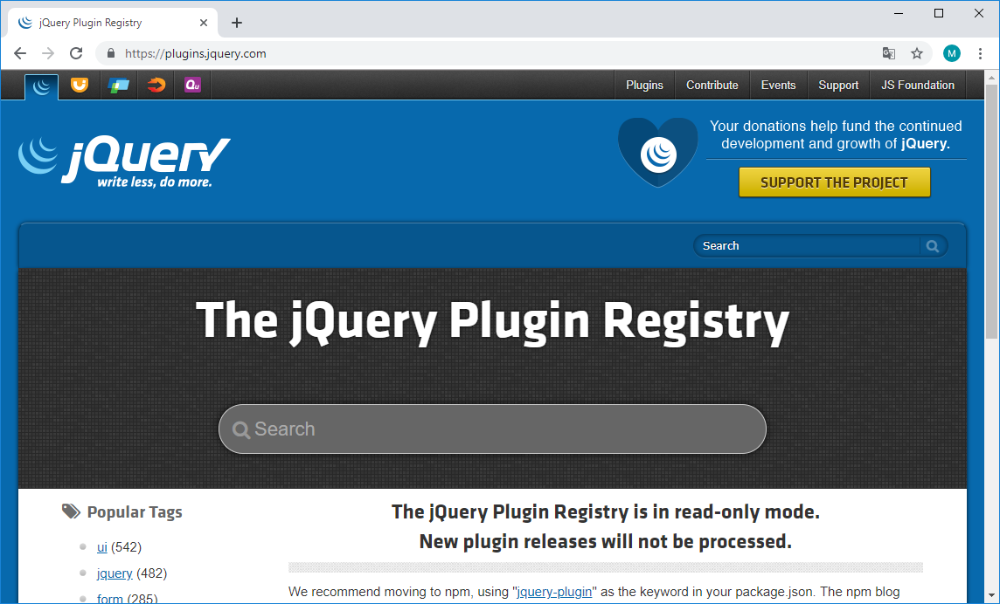 jQuery Plugin Registry
https://plugins.jquery.com
M
Qu
Plugins
Contribute
Events
Support
JS Foundation
jQuery
write less, do more.
Your donations help fund the continued
development and growth of jQuery.
SUPPORT THE PROJECT
Search
The jQuery Plugin Registry
Search
Popular Tags
ui (542)
jquery (482)
form (285)
The jQuery Plugin Registry is in read-only mode.
New plugin releases will not be processed.
We recommend moving to npm, using "jquery-plugin" as the keyword in your package.json. The npm blog